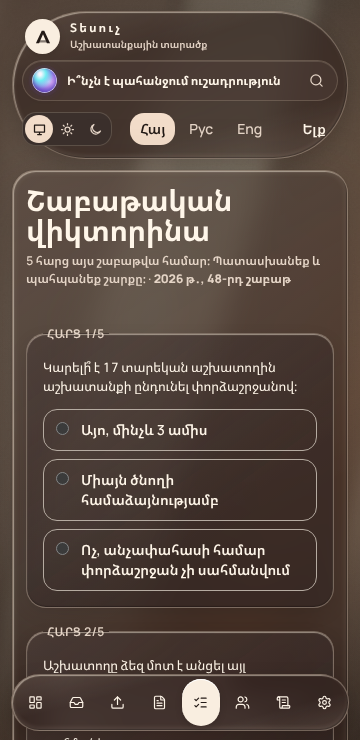 Տեսուչ
Աշխատանքային տարածք
Ի՞նչն է պահանջում ուշադրություն
Հայ Рус Eng Ելք
Շաբաթական
վիկտորինա
5 հարց այս շաբաթվա համար: Պատասխանեք և
պահպանեք շարքը: · 2026 թ., 48-րդ շաբաթ
ՀԱՐՑ 1/5
Կարելի՞ է 17 տարեկան աշխատողին
աշխատանքի ընդունել փորձաշրջանով:
Այո, մինչև 3 ամիս
Միայն ծնողի
համաձայնությամբ
Ոչ, անչափահասի համար
փորձաշրջան չի սահմանվում
ՀԱՐՑ 2/5
Աշխատողը ձեզ մոտ է անցել այլ